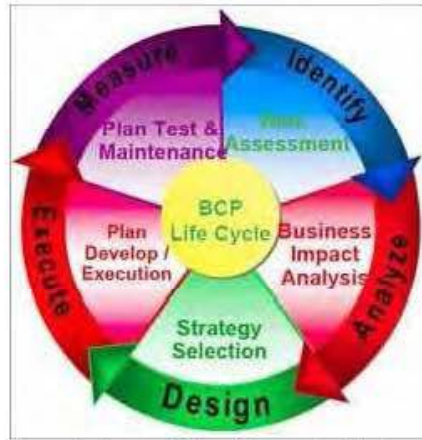 Measure
Identify
Plan Test &
Maintenance
Risk
Assessment
BCP
Life Cycle
Plan
Develop /
Execution
Business
Impact
Analysis
Strategy
Selection
Execute
Analyze
Design